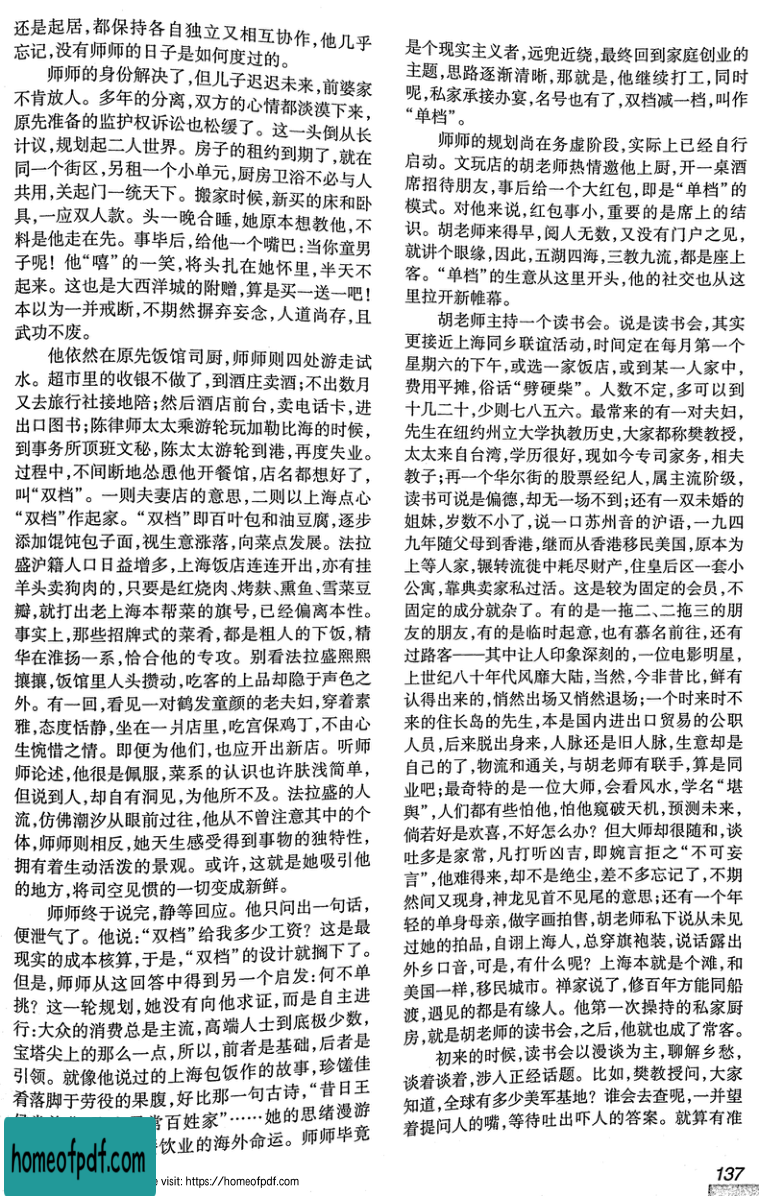 还是起居，都保持各自独立又相互协作，他几乎
忘记，没有师师的日子是如何度过的。
师师的身份解决了，但儿子迟迟未来，前婆家
不肯放人。多年的分离，双方的心情都淡漠下来，
原先准备的监护权诉讼也松缓了。这一头倒从长
计议，规划起二人世界。房子的租约到期了，就在
同一个街区，另租一个小单元，厨房卫浴不必与人
共用，关起门一统天下。搬家时候，新买的床和卧
具，一应双人款。头一晚合睡，她原本想教他，不
料是他走在先。事毕后，给他一个嘴巴：当你童男
子呢！他“嘻”的一笑，将头扎在她怀里，半天不
起来。这也是大西洋城的附赠，算是买一送一吧！
本以为一并戒断，不期然摒弃妄念，人道尚存，且
武功不废。
他依然在原先饭馆司厨，师师则四处游走试
水。超市里的收银不做了，到酒庄卖酒；不出数月
又去旅行社接地陪；然后酒店前台，卖电话卡，进
出口图书；陈律师太太乘游轮玩加勒比海的时候，
到事务所顶班文秘，陈太太游轮到港，再度失业。
过程中，不间断地怂恿他开餐馆，店名都想好了，
叫“双档”。一则夫妻店的意思，二则以上海点心
“双档”作起家。“双档”即百叶包和油豆腐，逐步
添加馄饨包子面，视生意涨落，向菜点发展。法拉
盛沪籍人口日益增多，上海饭店连连开出，亦有挂
羊头卖狗肉的，只要是红烧肉、烤麸、熏鱼、雪菜豆
瓣，就打出老上海本帮菜的旗号，已经偏离本性。
事实上，那些招牌式的菜肴，都是粗人的下饭，精
华在淮扬一系，恰合他的专攻。别看法拉盛熙熙
攘攘，饭馆里人头攒动，吃客的上品却隐于声色之
外。有一回，看见一对鹤发童颜的老夫妇，穿着素
雅，态度恬静，坐在一爿店里，吃宫保鸡丁，不由心
生惋惜之情。即便为他们，也应开出新店。听师
师论述，他很是佩服，菜系的认识也许肤浅简单，
但说到人，却自有洞见，为他所不及。法拉盛的人
流，仿佛潮汐从眼前过往，他从不曾注意其中的个
体，师师则相反，她天生感受得到事物的独特性，
拥有着生动活泼的景观。或许，这就是她吸引他
的地方，将司空见惯的一切变成新鲜。
师师终于说完，静等回应。他只问出一句话，
便泄气了。他说：“双档”给我多少工资？这是最
现实的成本核算，于是，“双档”的设计就搁下了。
但是，师师从这回答中得到另一个启发：何不单
挑？这一轮规划，她没有向他求证，而是自主进
行：大众的消费总是主流，高端人士到底极少数，
宝塔尖上的那么一点，所以，前者是基础，后者是
引领。就像他说过的上海包饭作的故事，珍馐佳
肴落脚于劳役的果腹，好比那一句古诗，“昔日王
常百姓家”……她的思绪漫游
饮业的海外命运。师师毕竟
是个现实主义者，远兜近绕，最终回到家庭创业的
主题，思路逐渐清晰，那就是，他继续打工，同时
呢，私家承接办宴，名号也有了，双档减一档，叫作
“单档”。
师师的规划尚在务虚阶段，实际上已经自行
启动。文玩店的胡老师热情邀他上厨，开一桌酒
席招待朋友，事后给一个大红包，即是“单档”的
模式。对他来说，红包事小，重要的是席上的结
识。胡老师来得早，阅人无数，又没有门户之见，
就讲个眼缘，因此，五湖四海，三教九流，都是座上
客。“单档”的生意从这里开头，他的社交也从这
里拉开新帷幕。
胡老师主持一个读书会。说是读书会，其实
更接近上海同乡联谊活动，时间定在每月第一个
星期六的下午，或选一家饭店，或到某一人家中，
费用平摊，俗话“劈硬柴”。人数不定，多可以到
十几二十，少则七八五六。最常来的有一对夫妇，
先生在纽约州立大学执教历史，大家都称樊教授，
太太来自台湾，学历很好，现如今专司家务，相夫
教子；再一个华尔街的股票经纪人，属主流阶级，
读书可说是偏德，却无一场不到；还有一双未婚的
姐妹，岁数不小了，说一口苏州音的沪语，一九四
九年随父母到香港，继而从香港移民美国，原本为
上等人家，辗转流徙中耗尽财产，住皇后区一套小
公寓，靠典卖家私过活。这是较为固定的会员，不
固定的成分就杂了。有的是一拖二、二拖三的朋
友的朋友，有的是临时起意，也有慕名前往，还有
过路客——其中让人印象深刻的，一位电影明星，
上世纪八十年代风靡大陆，当然，今非昔比，鲜有
认得出来的，悄然出场又悄然退场；一个时来时不
来的住长岛的先生，本是国内进出口贸易的公职
人员，后来脱出身来，人脉还是旧人脉，生意却是
自己的了，物流和通关，与胡老师有联手，算是同
业吧；最奇特的是一位大师，会看风水，学名“堪
舆”，人们都有些怕他，怕他窥破天机，预测未来，
倘若好是欢喜，不好怎么办？但大师却很随和，谈
吐多是家常，凡打听凶吉，即婉言拒之“不可妄
言”，他难得来，却不是绝尘，差不多忘记了，不期
然间又现身，神龙见首不见尾的意思；还有一个年
轻的单身母亲，做字画拍售，胡老师私下说从未见
过她的拍品，自诩上海人，总穿旗袍装，说话露出
外乡口音，可是，有什么呢？上海本就是个滩，和
美国一样，移民城市。禅家说了，修百年方能同船
渡，遇见的都是有缘人。他第一次操持的私家厨
房，就是胡老师的读书会，之后，他就也成了常客。
初来的时候，读书会以漫谈为主，聊解乡愁，
谈着谈着，涉入正经话题。比如，樊教授问，大家
知道，全球有多少美军基地？谁会去查呢，一并望
着提问人的嘴，等待吐出吓人的答案。就算有准
137
homeofpdf.com
e visit: https://homeofpdf.com